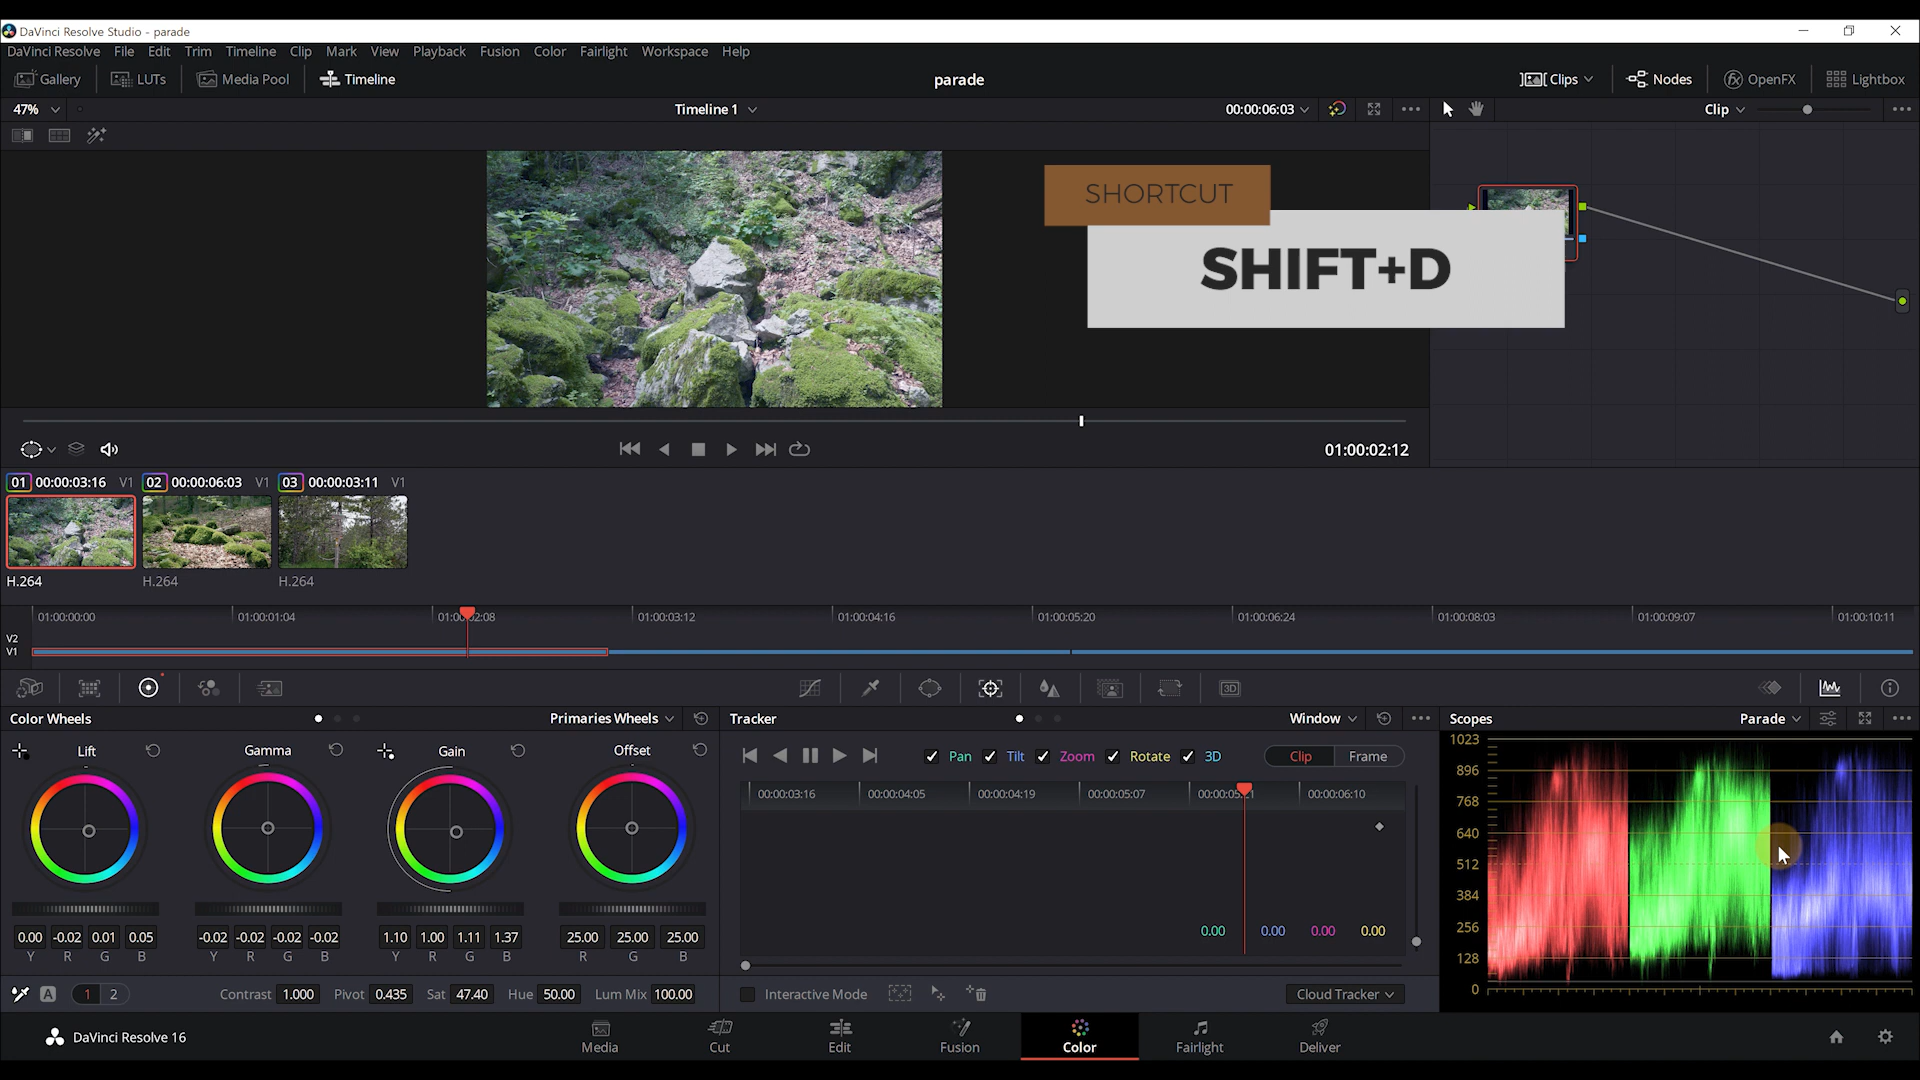 DaVinci Resolve Studio - parade
DaVinci Resolve File Edit Trim Timeline Clip Mark View Playback Fusion Color Fairlight Workspace Help
Gallery LUTs Media Pool Timeline parade Clips Nodes OpenFX Lightbox
47% Timeline 1 00:00:06:03 Clip
SHORTCUT
SHIFT+D
01:00:02:12
01 00:00:03:16 V1 02 00:00:06:03 V1 03 00:00:03:11 V1
H.264 H.264 H.264
01:00:00:00 01:00:01:04 01:00:02:08 01:00:03:12 01:00:04:16 01:00:05:20 01:00:06:24 01:00:08:03 01:00:09:07 01:00:10:11
V2
V1
3D
Color Wheels Primaries Wheels Tracker Window Scopes Parade
Lift Gamma Gain Offset Pan Tilt Zoom Rotate 3D Clip Frame
00:00:03:16 00:00:04:05 00:00:04:19 00:00:05:07 00:00:05:21 00:00:06:10
1023
896
768
640
512
384
256
128
0
0.00 0.00 0.00 0.00
0.00 -0.02 0.01 0.05 -0.02 -0.02 -0.02 -0.02 1.10 1.00 1.11 1.37 25.00 25.00 25.00
Y R G B Y R G B Y R G B R G B
A 1 2 Contrast 1.000 Pivot 0.435 Sat 47.40 Hue 50.00 Lum Mix 100.00 Interactive Mode Cloud Tracker
DaVinci Resolve 16 Media Cut Edit Fusion Color Fairlight Deliver